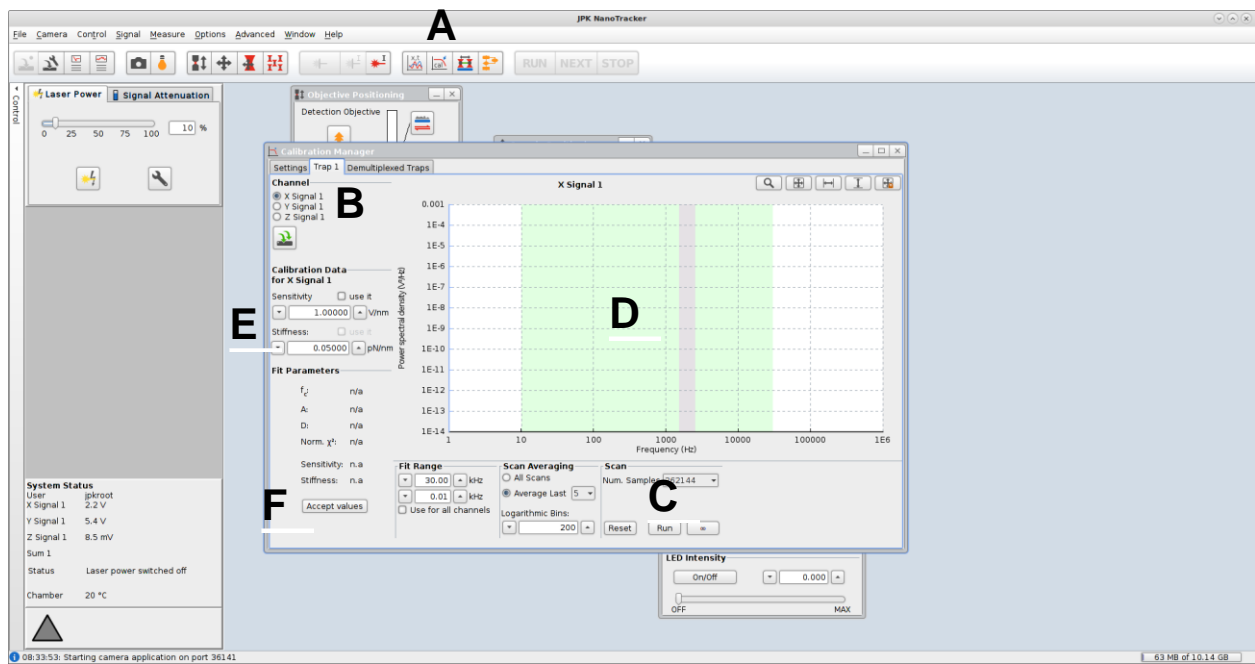 JPK NanoTracker
A
File Camera Control Signal Measure Options Advanced Window Help
X,Y cal RUN NEXT STOP
Control
Laser Power Signal Attenuation
0 25 50 75 100 10 %
Objective Positioning
Detection Objective
Calibration Manager
Settings Trap 1 Demultiplexed Traps
Channel
X Signal 1
Y Signal 1
Z Signal 1
B
Calibration Data
for X Signal 1
Sensitivity use it
1.00000 V/nm
E
Stiffness: use it
0.05000 pN/nm
Fit Parameters
fc: n/a
A: n/a
D: n/a
Norm. χ²: n/a
Sensitivity: n.a
Stiffness: n.a
F
Accept values
X Signal 1
Power spectral density (V²/Hz)
0.001
1E-4
1E-5
1E-6
1E-7
1E-8
1E-9
1E-10
1E-11
1E-12
1E-13
1E-14
D
1 10 100 1000 10000 100000 1E6
Frequency (Hz)
Fit Range
30.00 kHz
0.01 kHz
Use for all channels
Scan Averaging
All Scans
Average Last 5
Logarithmic Bins:
200
Scan
Num. Samples 262144
C
Reset Run ∞
LED Intensity
On/Off 0.000
OFF MAX
System Status
User jpkroot
X Signal 1 2.2 V
Y Signal 1 5.4 V
Z Signal 1 8.5 mV
Sum 1
Status Laser power switched off
Chamber 20 °C
08:33:53: Starting camera application on port 36141
63 MB of 10.14 GB